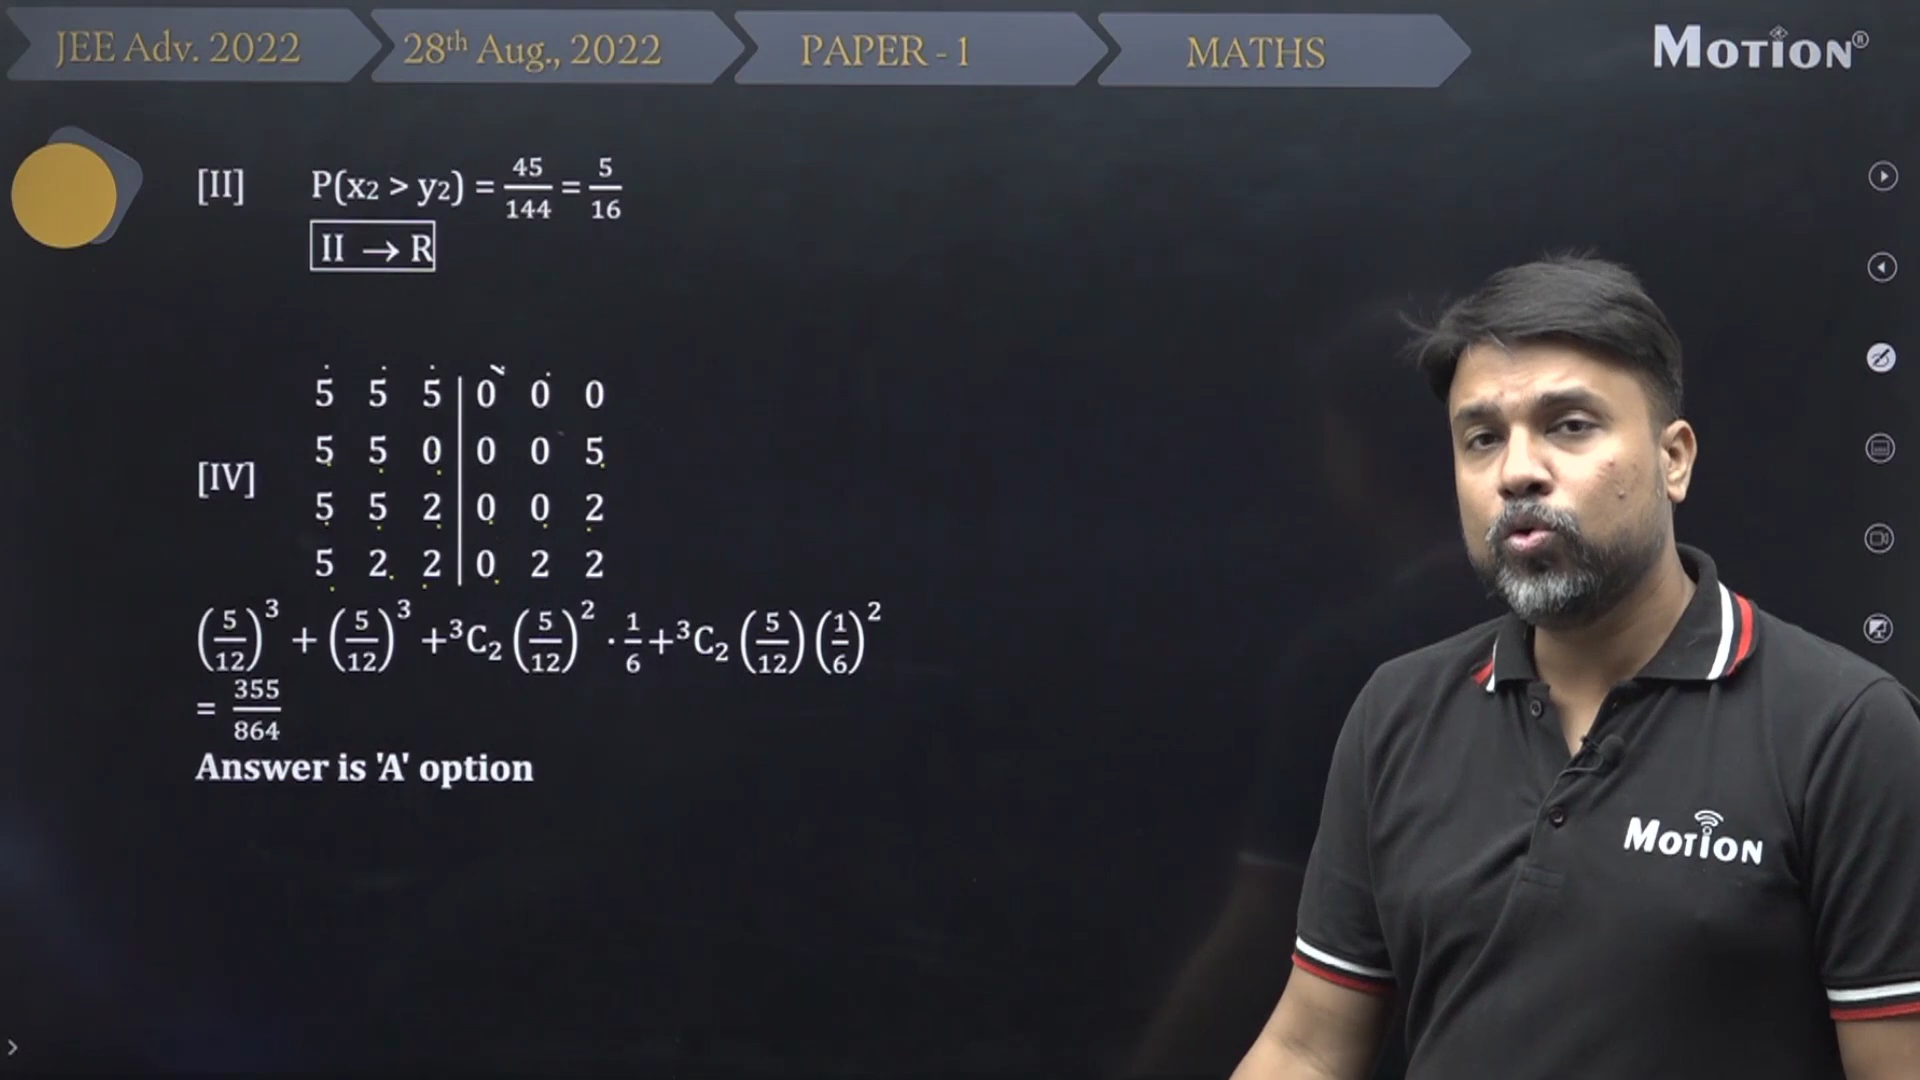 JEE Adv. 2022 28th Aug., 2022 PAPER - 1 MATHS MOTION®
[II] P(x₂ > y₂) = 45/144 = 5/16
II → R
5 5 5 | 0 0 0
5 5 0 | 0 0 5
[IV]
5 5 2 | 0 0 2
5 2 2 | 0 2 2
(5/12)³ + (5/12)³ +³C₂ (5/12)² · 1/6 +³C₂ (5/12) (1/6)²
= 355/864
Answer is 'A' option
MOTION